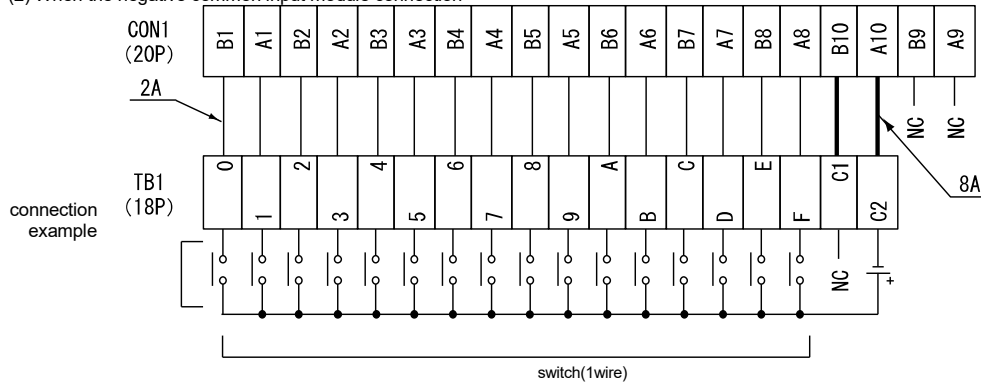 (2) When the negative common input module connection
CON1
(20P)
B1 A1 B2 A2 B3 A3 B4 A4 B5 A5 B6 A6 B7 A7 B8 A8 B10 A10 B9 A9
2A
NC NC
8A
TB1
(18P)
0 1 2 3 4 5 6 7 8 9 A B C D E F C1 C2
connection
example
NC
+
switch(1wire)